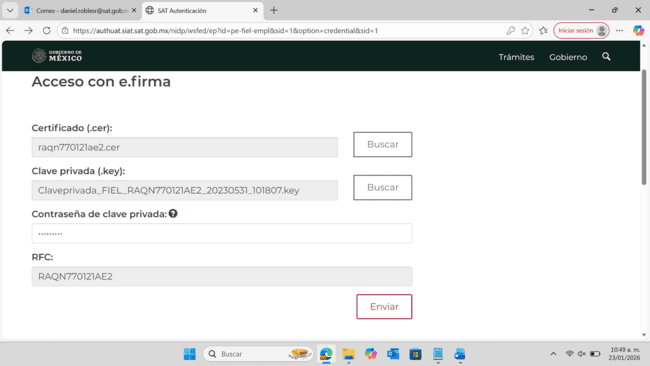 Correo - daniel.roblesr@sat.gob.m
SAT Autenticación
https://authuat.siat.sat.gob.mx/nidp/wsfed/ep?id=pe-fiel-empl&sid=1&option=credential&sid=1
Iniciar sesión
GOBIERNO DE
MÉXICO
Trámites
Gobierno
Acceso con e.firma
Certificado (.cer):
raqn770121ae2.cer
Buscar
Clave privada (.key):
Claveprivada_FIEL_RAQN770121AE2_20230531_101807.key
Buscar
Contraseña de clave privada:
•••••••••
RFC:
RAQN770121AE2
Enviar
Buscar
10:49 a. m.
23/01/2026